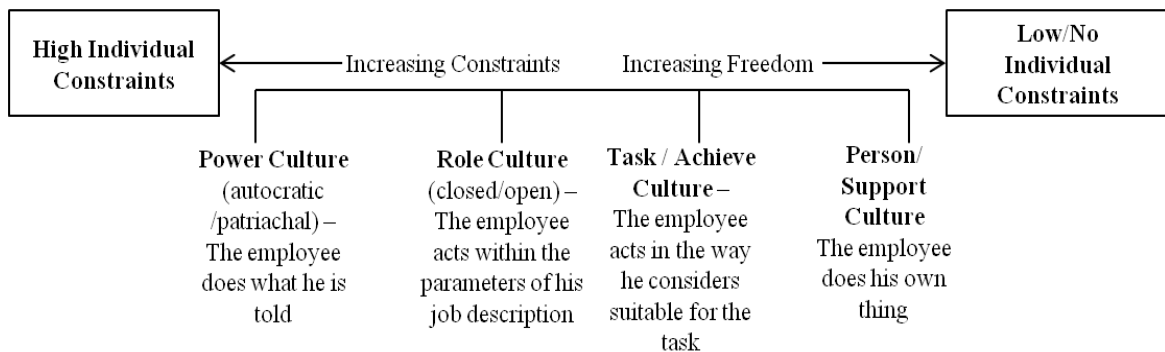 High Individual
Constraints
Increasing Constraints
Increasing Freedom
Low/No
Individual
Constraints
Power Culture
(autocratic
/patriachal) –
The employee
does what he is
told
Role Culture
(closed/open) –
The employee
acts within the
parameters of his
job description
Task / Achieve
Culture –
The employee
acts in the way
he considers
suitable for the
task
Person/
Support
Culture
The employee
does his own
thing